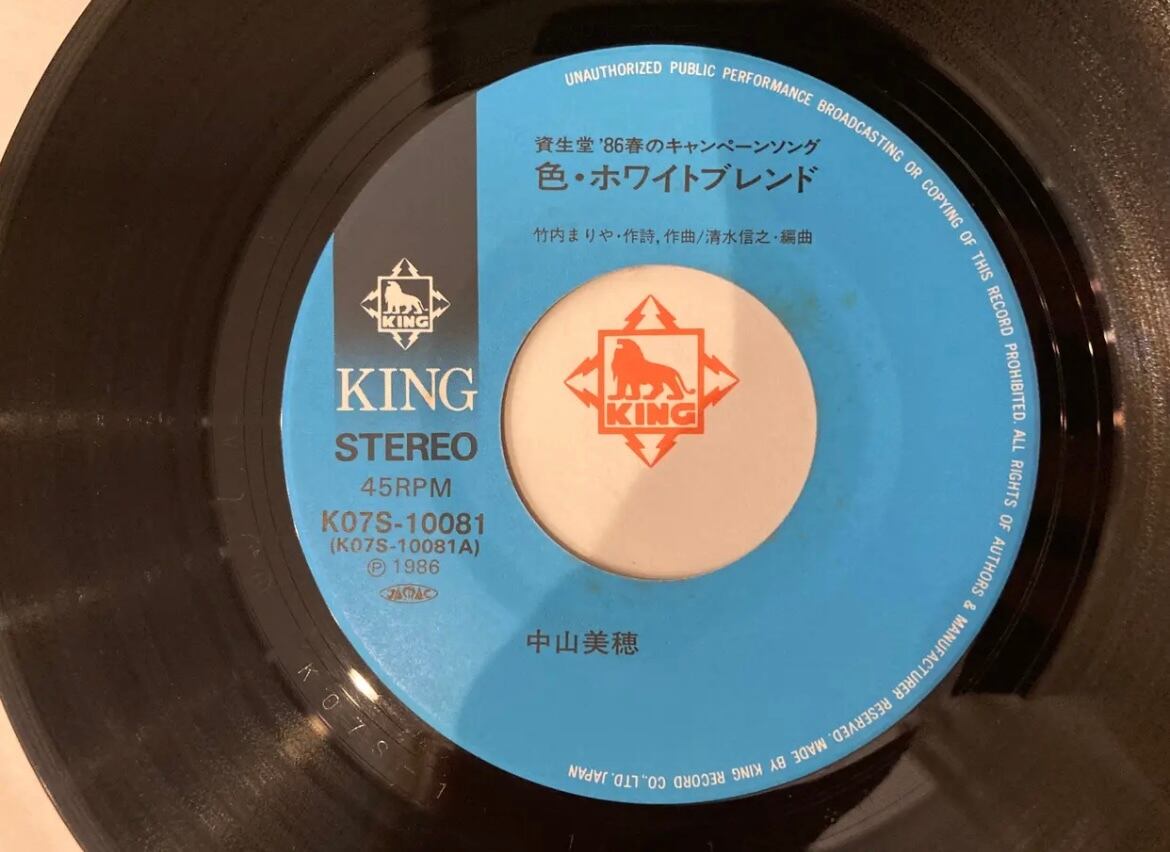 UNAUTHORIZED PUBLIC PERFORMANCE BROADCASTING OR COPYING OF THIS RECORD PROHIBITED. ALL RIGHTS OF AUTHORS & MANUFACTURER RESERVED. MADE BY KING RECORD CO., LTD. JAPAN
資生堂 '86春のキャンペーンソング
色・ホワイトブレンド
竹内まりや・作詩,作曲/清水信之・編曲
KING
KING
KING
STEREO
45RPM
K07S-10081
(K07S-10081A)
Ⓟ 1986
JASRAC
中山美穂
K07S-1